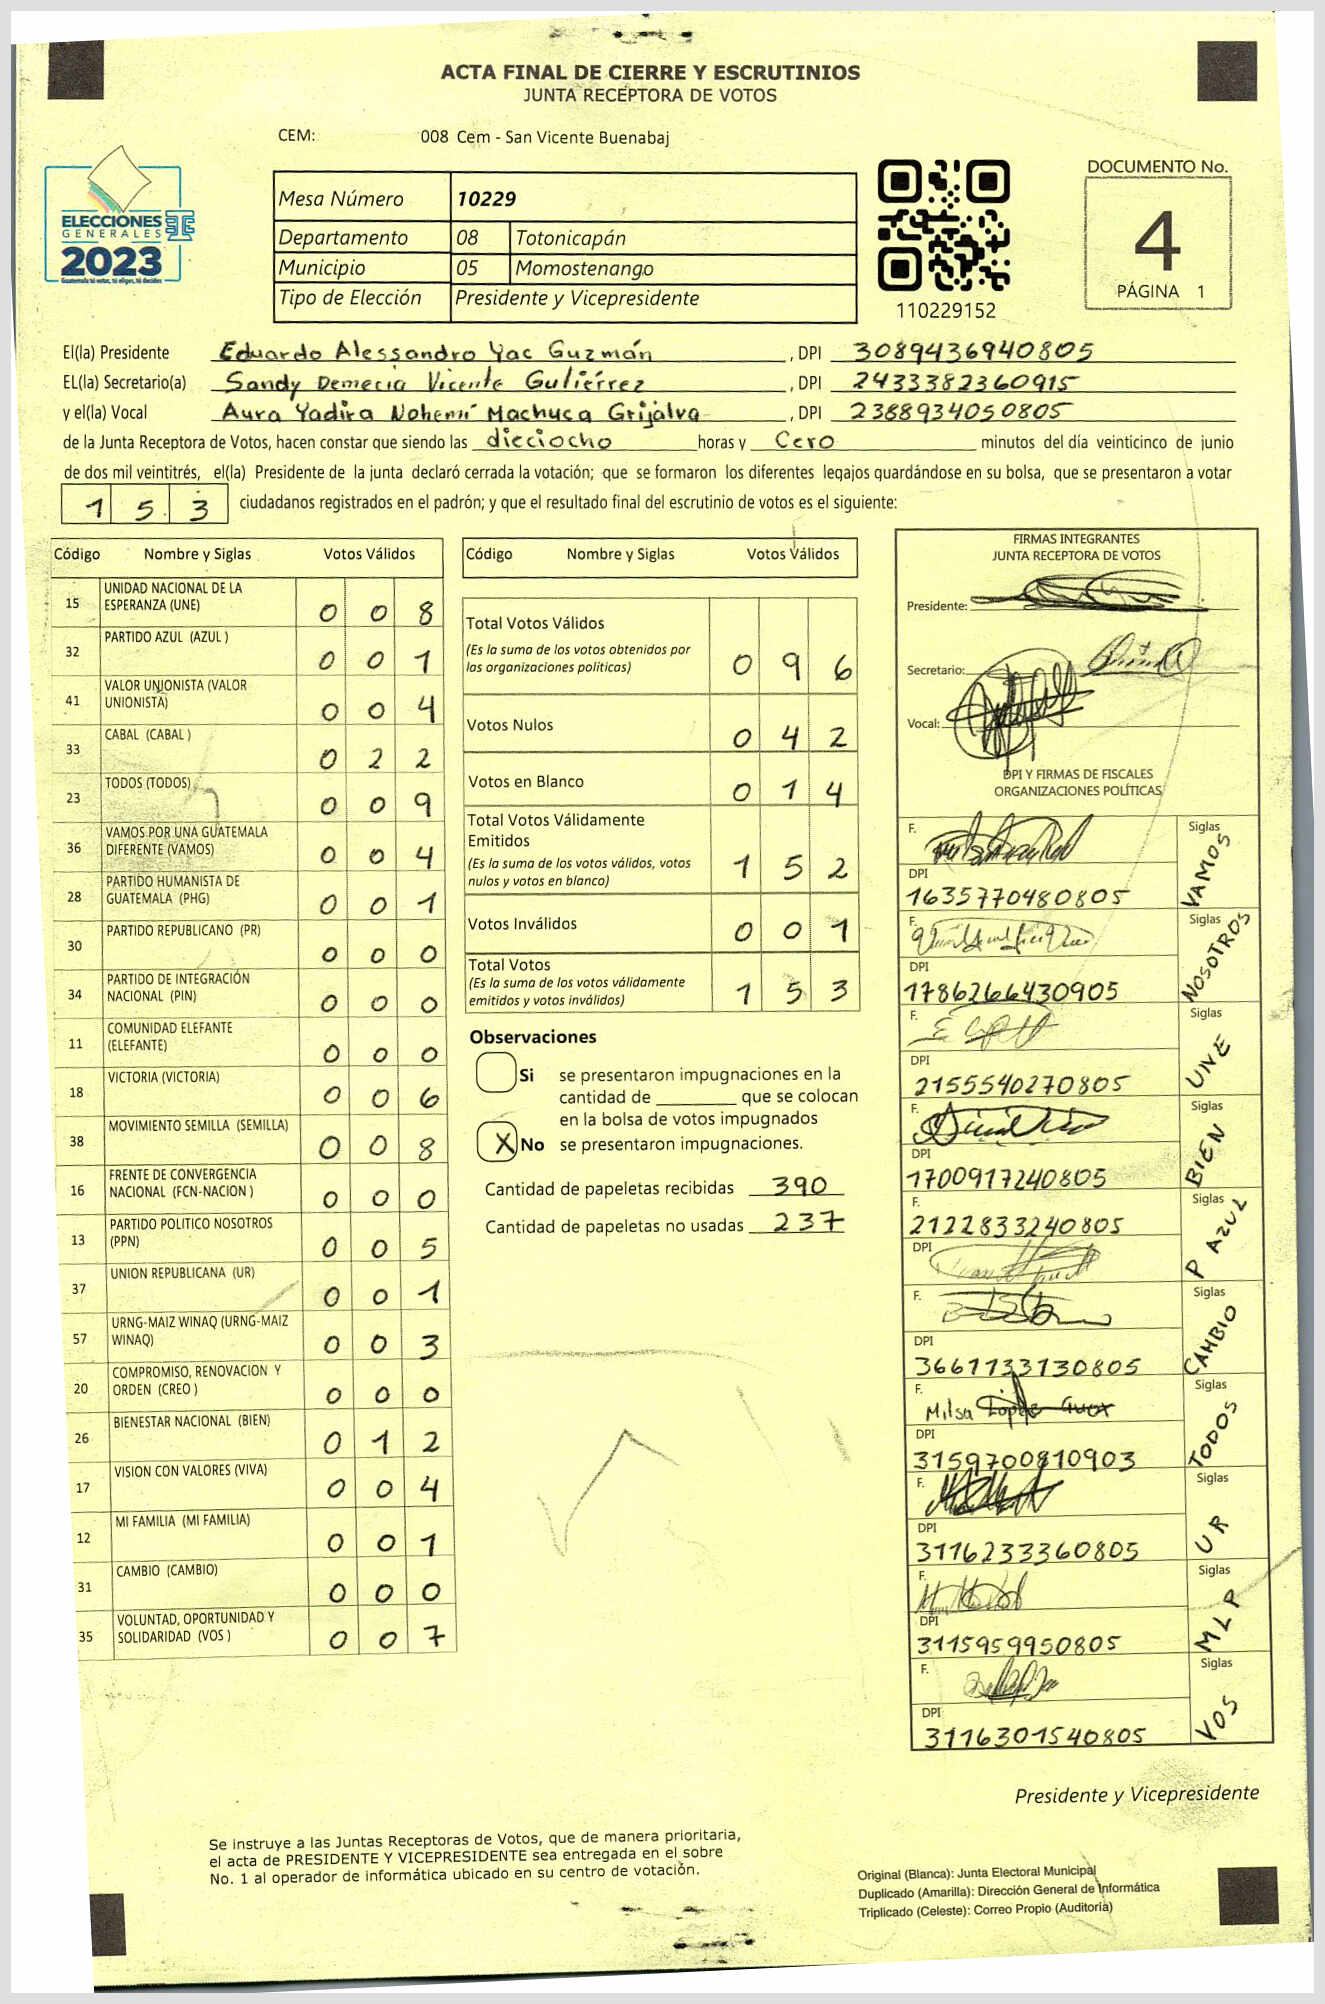 ACTA FINAL DE CIERRE Y ESCRUTINIOS
JUNTA RECEPTORA DE VOTOS
CEM: 008 Cem - San Vicente Buenabaj
ELECCIONES
GENERALES
2023
Guatemala tú votas, tú eliges, tú decides
Mesa Número 10229
Departamento 08 Totonicapán
Municipio 05 Momostenango
Tipo de Elección Presidente y Vicepresidente
110229152
DOCUMENTO No.
4
PÁGINA 1
El(la) Presidente Eduardo Alessandro Yac Guzmán, DPI 3089436940805
EL(la) Secretario(a) Sandy Demecia Vicente Gutiérrez, DPI 2433382360915
y el(la) Vocal Aura Yadira Nohemí Machuca Grijalva, DPI 2388934050805
de la Junta Receptora de Votos, hacen constar que siendo las dieciocho horas y Cero minutos del día veinticinco de junio
de dos mil veintitrés, el(la) Presidente de la junta declaró cerrada la votación; que se formaron los diferentes legajos guardándose en su bolsa, que se presentaron a votar
153 ciudadanos registrados en el padrón; y que el resultado final del escrutinio de votos es el siguiente:
Código Nombre y Siglas Votos Válidos
15 UNIDAD NACIONAL DE LA
ESPERANZA (UNE) 0 0 8
32 PARTIDO AZUL (AZUL ) 0 0 1
41 VALOR UNIONISTA (VALOR
UNIONISTA) 0 0 4
33 CABAL (CABAL ) 0 2 2
23 TODOS (TODOS) 0 0 9
36 VAMOS POR UNA GUATEMALA
DIFERENTE (VAMOS) 0 0 4
28 PARTIDO HUMANISTA DE
GUATEMALA (PHG) 0 0 1
30 PARTIDO REPUBLICANO (PR) 0 0 0
34 PARTIDO DE INTEGRACIÓN
NACIONAL (PIN) 0 0 0
11 COMUNIDAD ELEFANTE
(ELEFANTE) 0 0 0
18 VICTORIA (VICTORIA) 0 0 6
38 MOVIMIENTO SEMILLA (SEMILLA) 0 0 8
16 FRENTE DE CONVERGENCIA
NACIONAL (FCN-NACION ) 0 0 0
13 PARTIDO POLITICO NOSOTROS
(PPN) 0 0 5
37 UNION REPUBLICANA (UR) 0 0 1
57 URNG-MAIZ WINAQ (URNG-MAIZ
WINAQ) 0 0 3
20 COMPROMISO, RENOVACION Y
ORDEN (CREO ) 0 0 0
26 BIENESTAR NACIONAL (BIEN) 0 1 2
17 VISION CON VALORES (VIVA) 0 0 4
12 MI FAMILIA (MI FAMILIA) 0 0 1
31 CAMBIO (CAMBIO) 0 0 0
35 VOLUNTAD, OPORTUNIDAD Y
SOLIDARIDAD (VOS ) 0 0 7
Código Nombre y Siglas Votos Válidos
Total Votos Válidos
(Es la suma de los votos obtenidos por
las organizaciones politicas) 0 9 6
Votos Nulos 0 4 2
Votos en Blanco 0 1 4
Total Votos Válidamente
Emitidos
(Es la suma de los votos válidos, votos
nulos y votos en blanco) 1 5 2
Votos Inválidos 0 0 1
Total Votos
(Es la suma de los votos válidamente
emitidos y votos inválidos) 1 5 3
Observaciones
Si se presentaron impugnaciones en la
cantidad de ________ que se colocan
en la bolsa de votos impugnados
X No se presentaron impugnaciones.
Cantidad de papeletas recibidas 390
Cantidad de papeletas no usadas 237
FIRMAS INTEGRANTES
JUNTA RECEPTORA DE VOTOS
Presidente:
Secretario:
Vocal:
DPI Y FIRMAS DE FISCALES
ORGANIZACIONES POLÍTICAS
F. Siglas VAMOS
DPI
1635770480805
F. Siglas NOSOTROS
DPI
1786266430905
F. Siglas UNE
DPI
2155540270805
F. Siglas BIEN
DPI
1700917240805
F. Siglas P AZUL
2122833240805
DPI
F. Siglas CAMBIO
DPI
3661733130805
F. Siglas TODOS
Milsa López Guox
DPI
3159700810903
F. Siglas UR
DPI
3116233360805
F. Siglas MLP
DPI
3115959950805
F. Siglas VOS
DPI
3116301540805
Presidente y Vicepresidente
Se instruye a las Juntas Receptoras de Votos, que de manera prioritaria,
el acta de PRESIDENTE Y VICEPRESIDENTE sea entregada en el sobre
No. 1 al operador de informática ubicado en su centro de votación.
Original (Blanca): Junta Electoral Municipal
Duplicado (Amarilla): Dirección General de Informática
Triplicado (Celeste): Correo Propio (Auditoría)